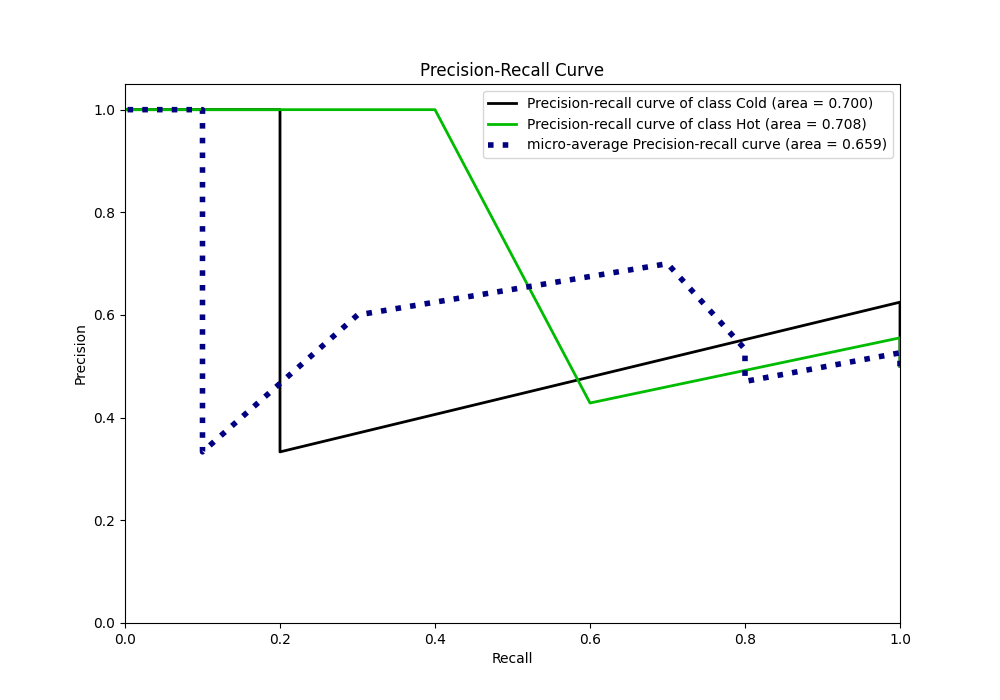 Precision-Recall Curve
Precision-recall curve of class Cold (area = 0.700)
Precision-recall curve of class Hot (area = 0.708)
micro-average Precision-recall curve (area = 0.659)
1.0
0.8
0.6
0.4
0.2
0.0
Precision
0.0 0.2 0.4 0.6 0.8 1.0
Recall